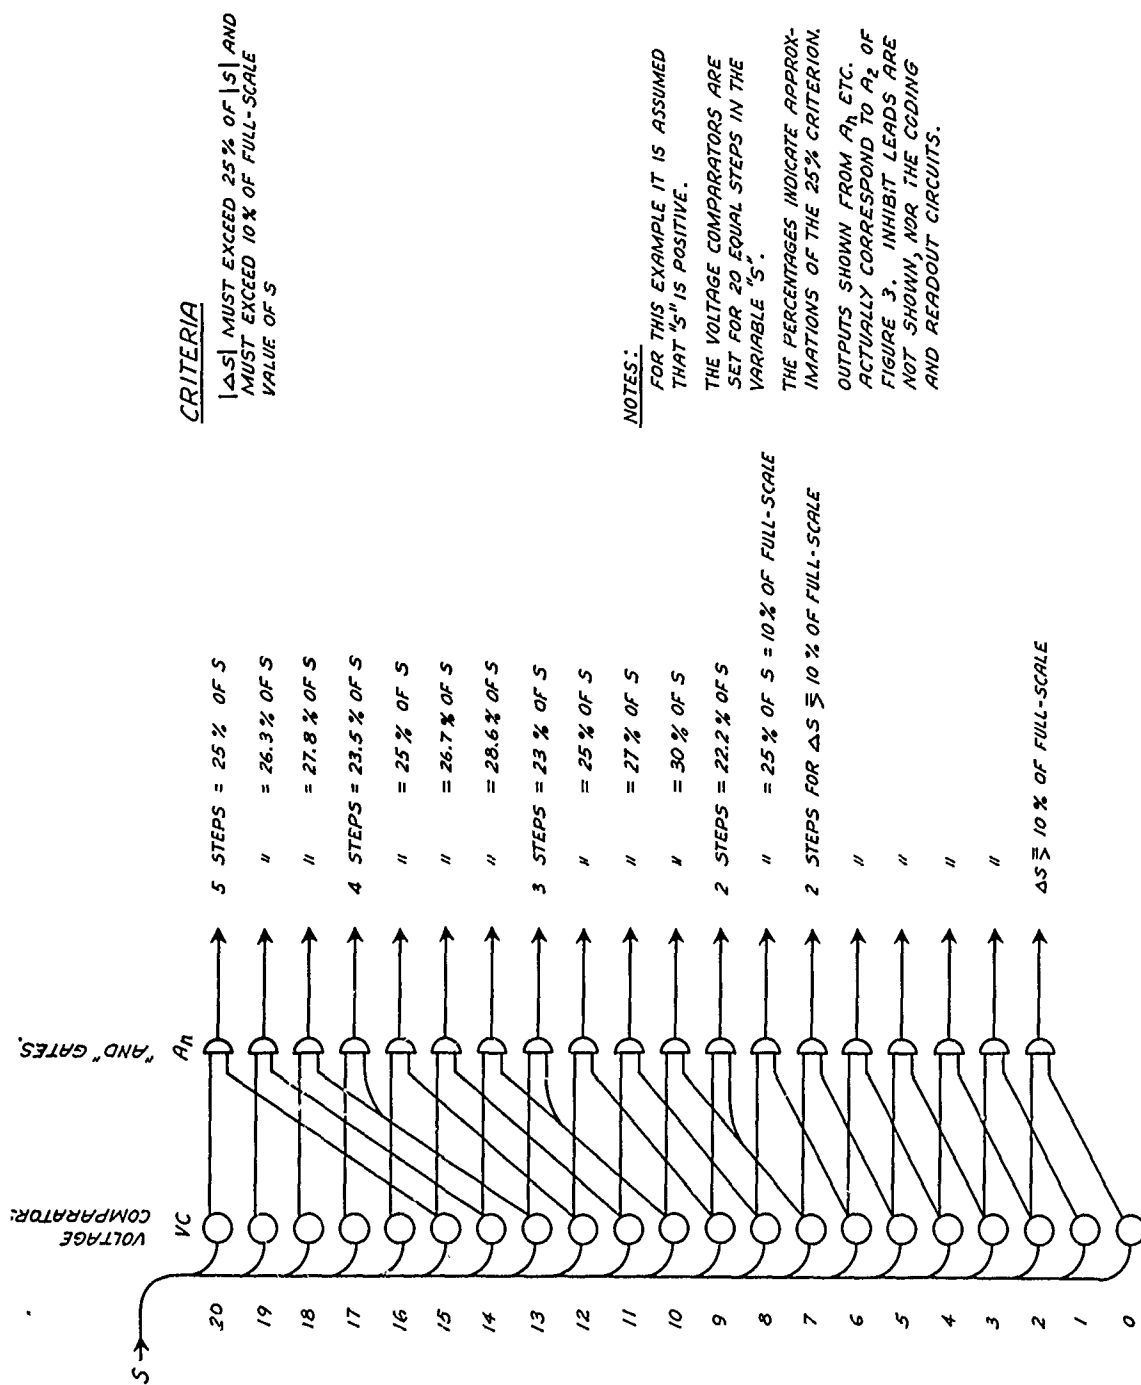 S
VOLTAGE
COMPARATOR:
VC
"AND" GATES.
An
20
19
18
17
16
15
14
13
12
11
10
9
8
7
6
5
4
3
2
1
0
5 STEPS = 25% OF S
" = 26.3% OF S
" = 27.8% OF S
4 STEPS = 23.5% OF S
" = 25% OF S
" = 26.7% OF S
" = 28.6% OF S
3 STEPS = 23% OF S
" = 25% OF S
" = 27% OF S
" = 30% OF S
2 STEPS = 22.2% OF S
" = 25% OF S = 10% OF FULL-SCALE
2 STEPS FOR ΔS ≧ 10% OF FULL-SCALE
"
"
"
"
ΔS ≧ 10% OF FULL-SCALE
CRITERIA
|ΔS| MUST EXCEED 25% OF |S| AND
MUST EXCEED 10% OF FULL-SCALE
VALUE OF S
NOTES:
FOR THIS EXAMPLE IT IS ASSUMED
THAT "S" IS POSITIVE.
THE VOLTAGE COMPARATORS ARE
SET FOR 20 EQUAL STEPS IN THE
VARIABLE "S".
THE PERCENTAGES INDICATE APPROX-
IMATIONS OF THE 25% CRITERION.
OUTPUTS SHOWN FROM An ETC.
ACTUALLY CORRESPOND TO A2 OF
FIGURE 3. INHIBIT LEADS ARE
NOT SHOWN, NOR THE CODING
AND READOUT CIRCUITS.